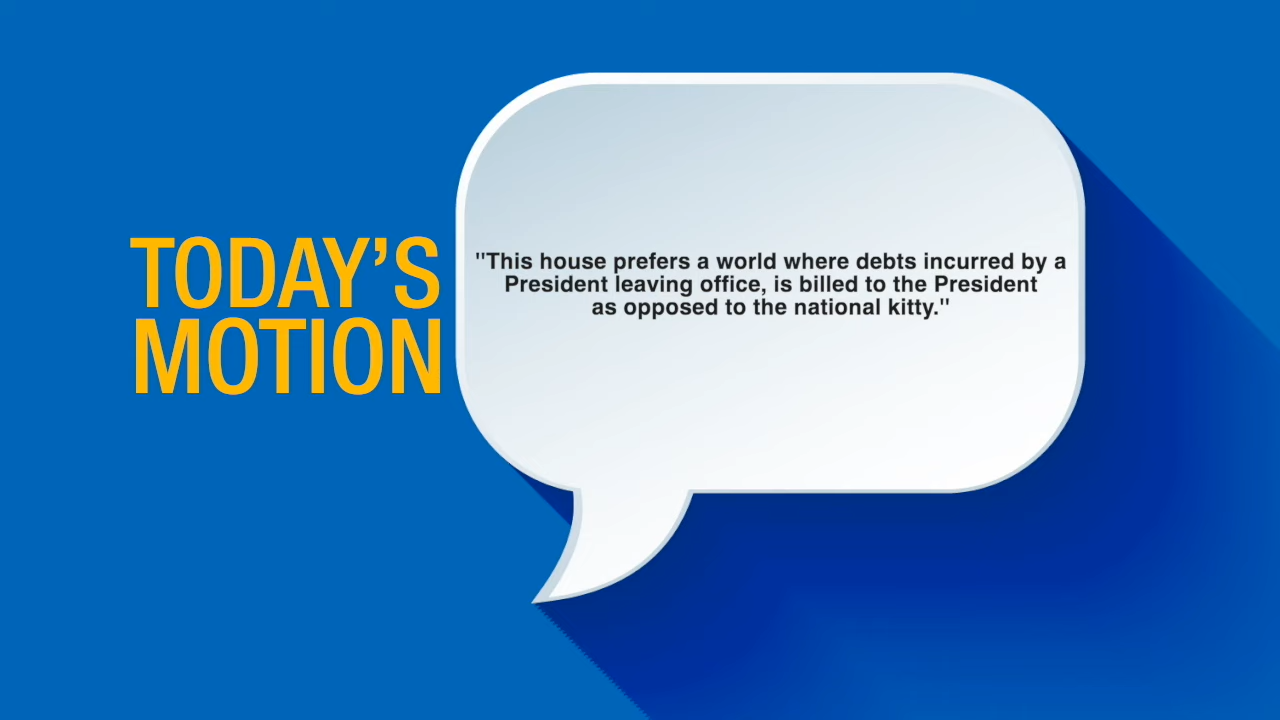 TODAY'S
MOTION
"This house prefers a world where debts incurred by a
President leaving office, is billed to the President
as opposed to the national kitty."